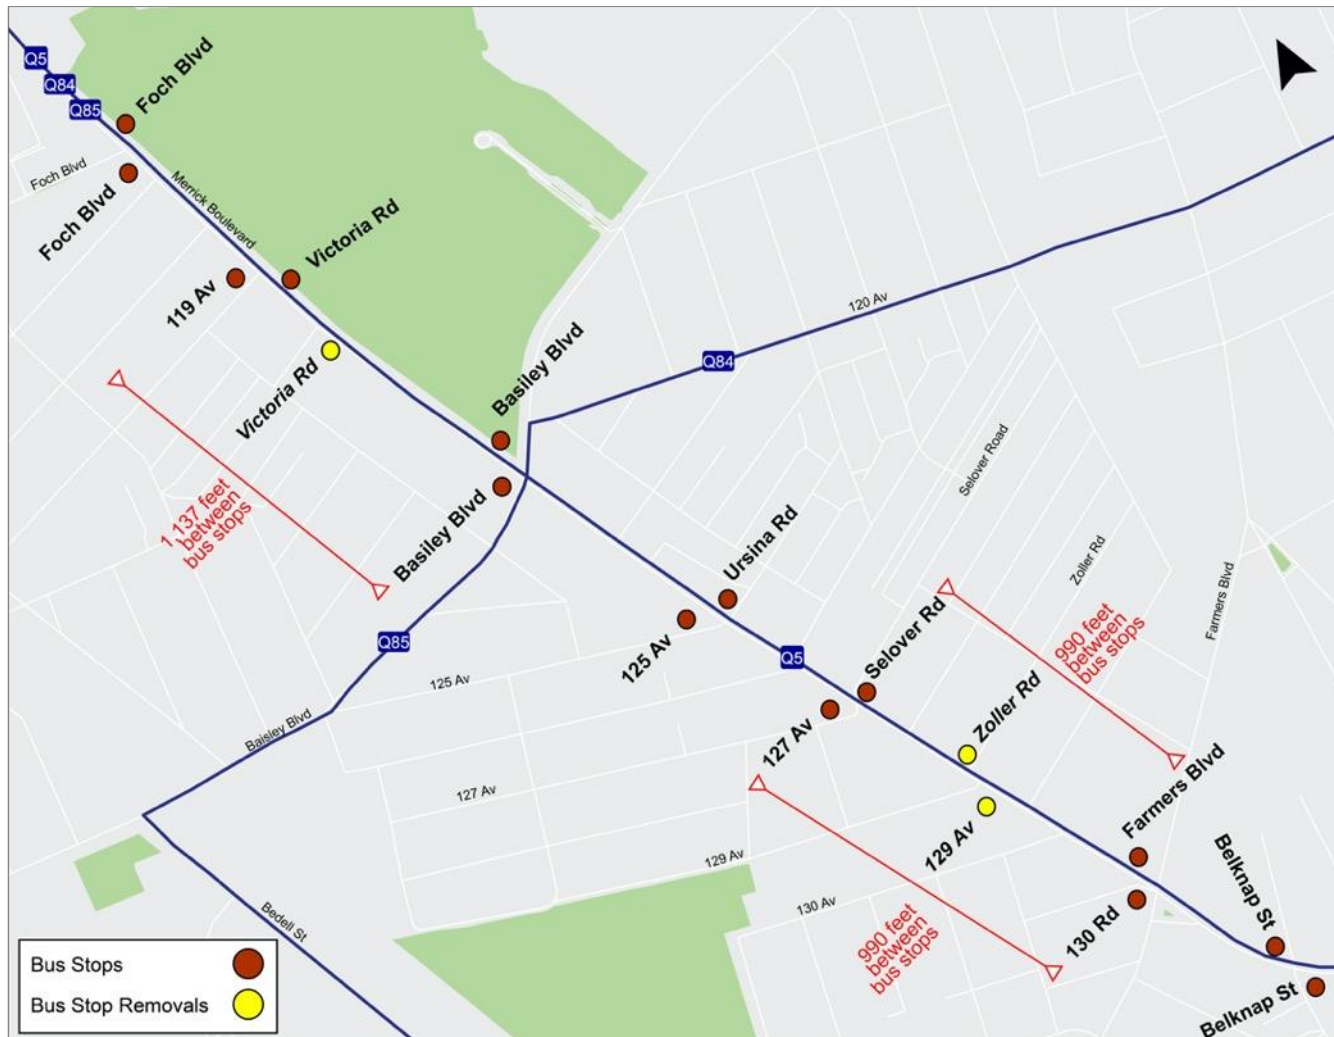 Q5
Q84
Q85
Foch Blvd
Foch Blvd
Foch Blvd
Merrick Boulevard
Victoria Rd
119 Av
Victoria Rd
1,137 feet
between
bus stops
Basiley Blvd
Basiley Blvd
120 Av
Q84
Q85
Ursina Rd
125 Av
Q5
Selover Road
Zoller Rd
Farmers Blvd
Selover Rd
990 feet
between
bus stops
125 Av
Baisley Blvd
127 Av
127 Av
Zoller Rd
129 Av
129 Av
130 Av
Farmers Blvd
130 Rd
Belknap St
Belknap St
990 feet
between
bus stops
Bedell St
Bus Stops
Bus Stop Removals